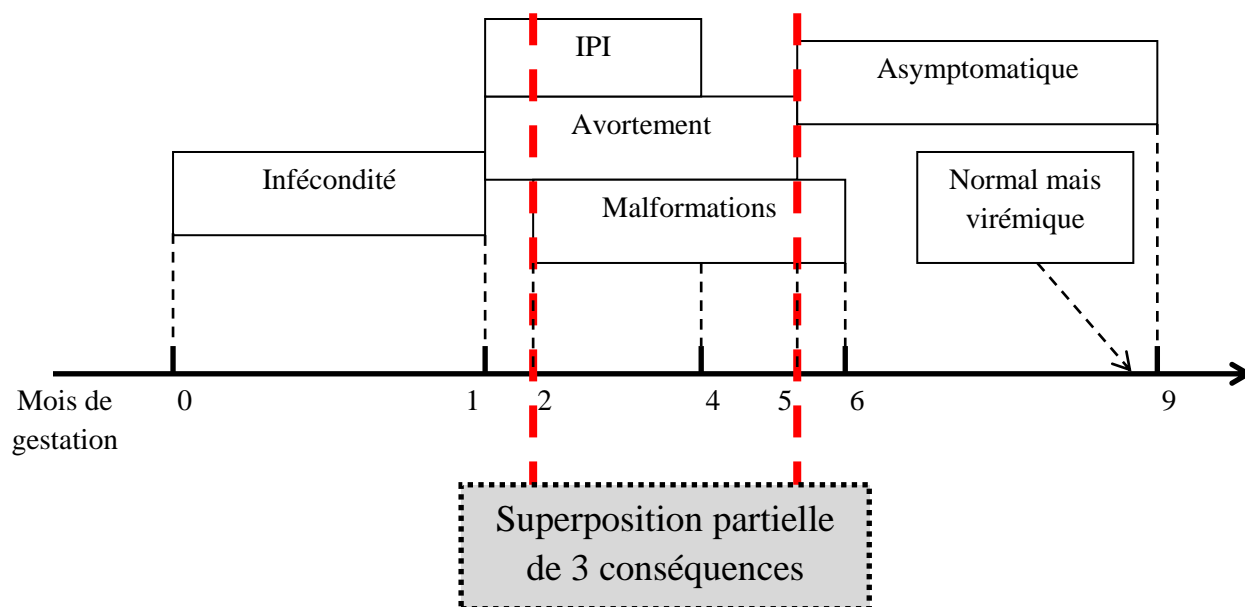 IPI
Asymptomatique
Avortement
Infécondité
Normal mais
virémique
Malformations
Mois de
gestation
0
1
2
4
5
6
9
Superposition partielle
de 3 conséquences